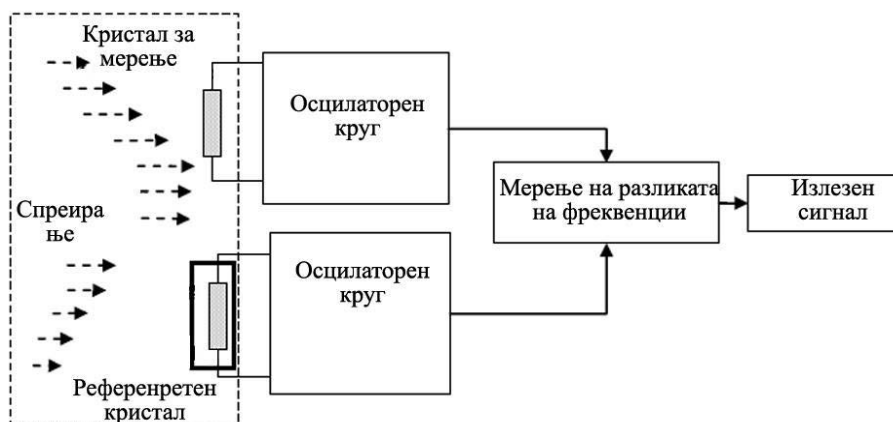 Кристал за
мерење
Осцилаторен
круг
Мерење на разликата
на фреквенции
Излезен
сигнал
Спреира
ње
Осцилаторен
круг
Референретен
кристал